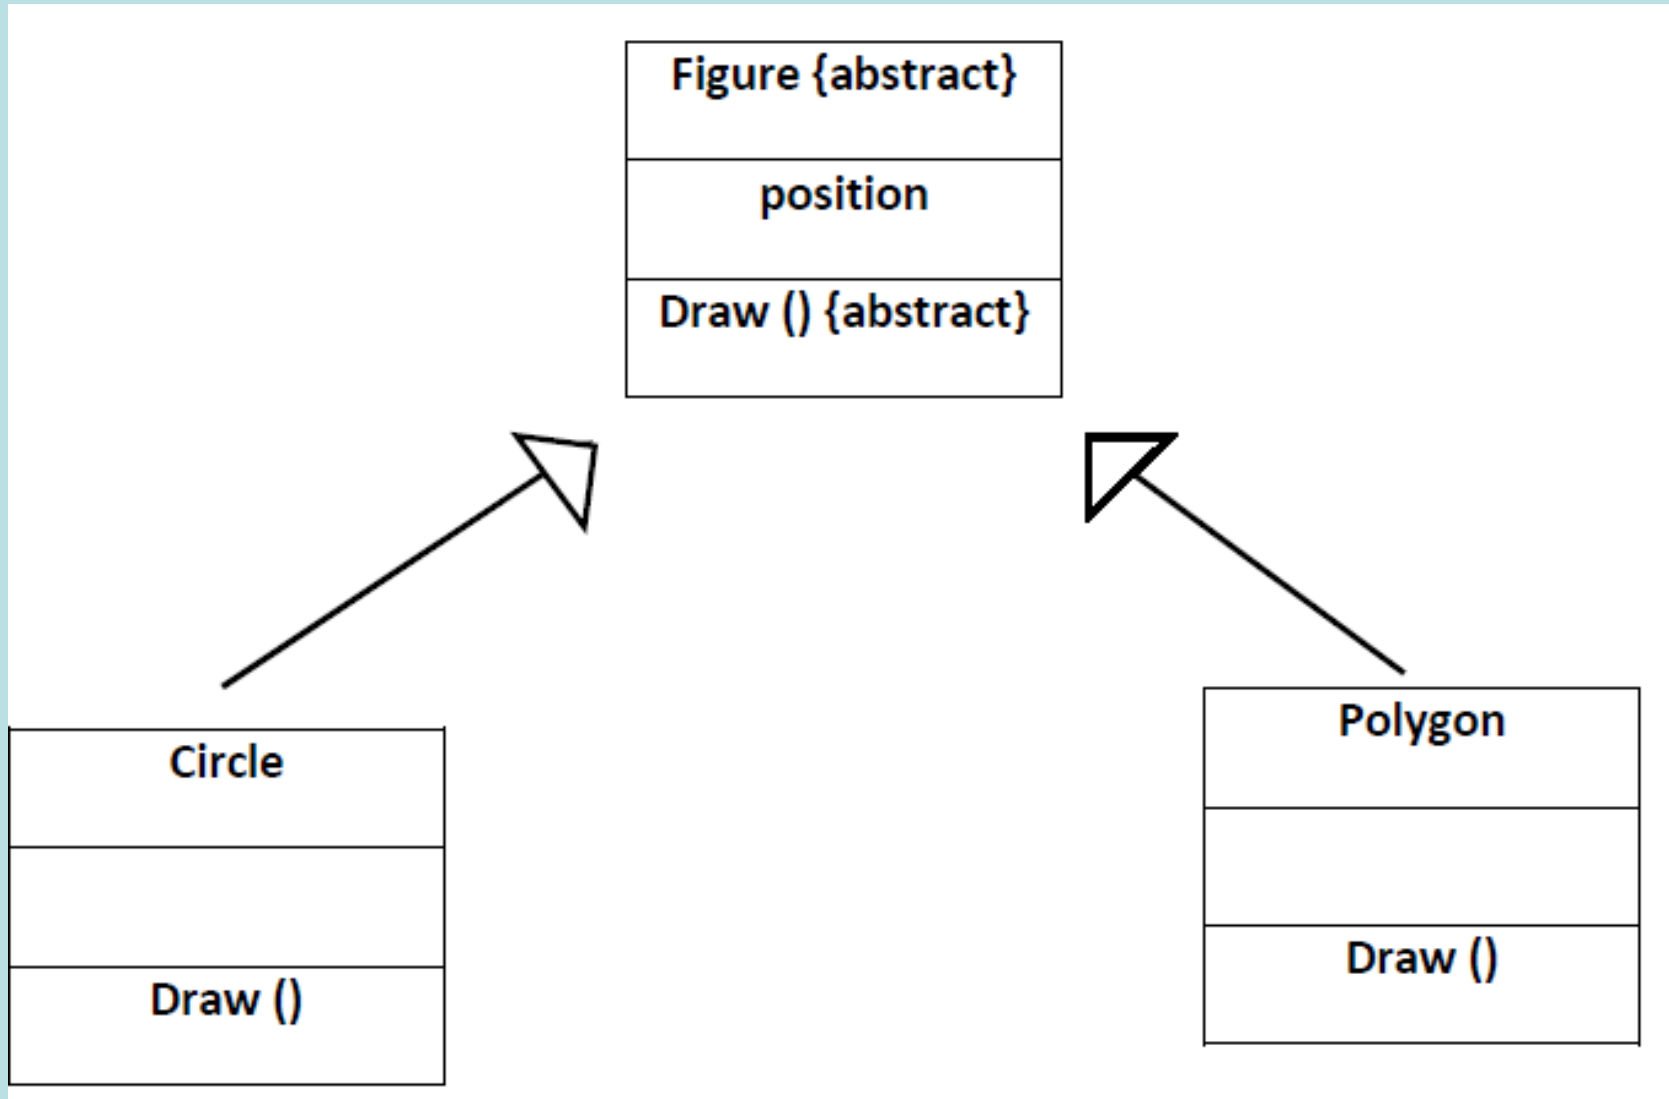 Figure {abstract}
position
Draw () {abstract}
Circle
Draw ()
Polygon
Draw ()